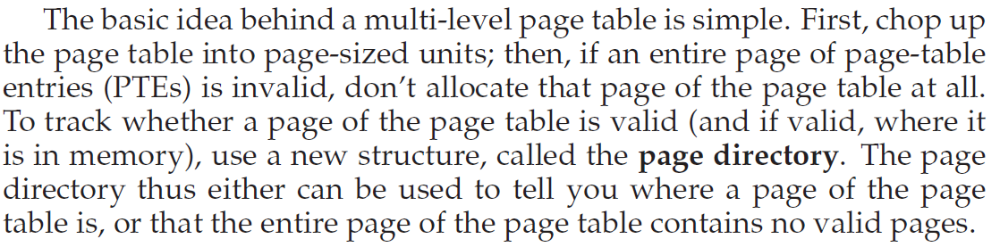 The basic idea behind a multi-level page table is simple. First, chop up
the page table into page-sized units; then, if an entire page of page-table
entries (PTEs) is invalid, don’t allocate that page of the page table at all.
To track whether a page of the page table is valid (and if valid, where it
is in memory), use a new structure, called the page directory. The page
directory thus either can be used to tell you where a page of the page
table is, or that the entire page of the page table contains no valid pages.